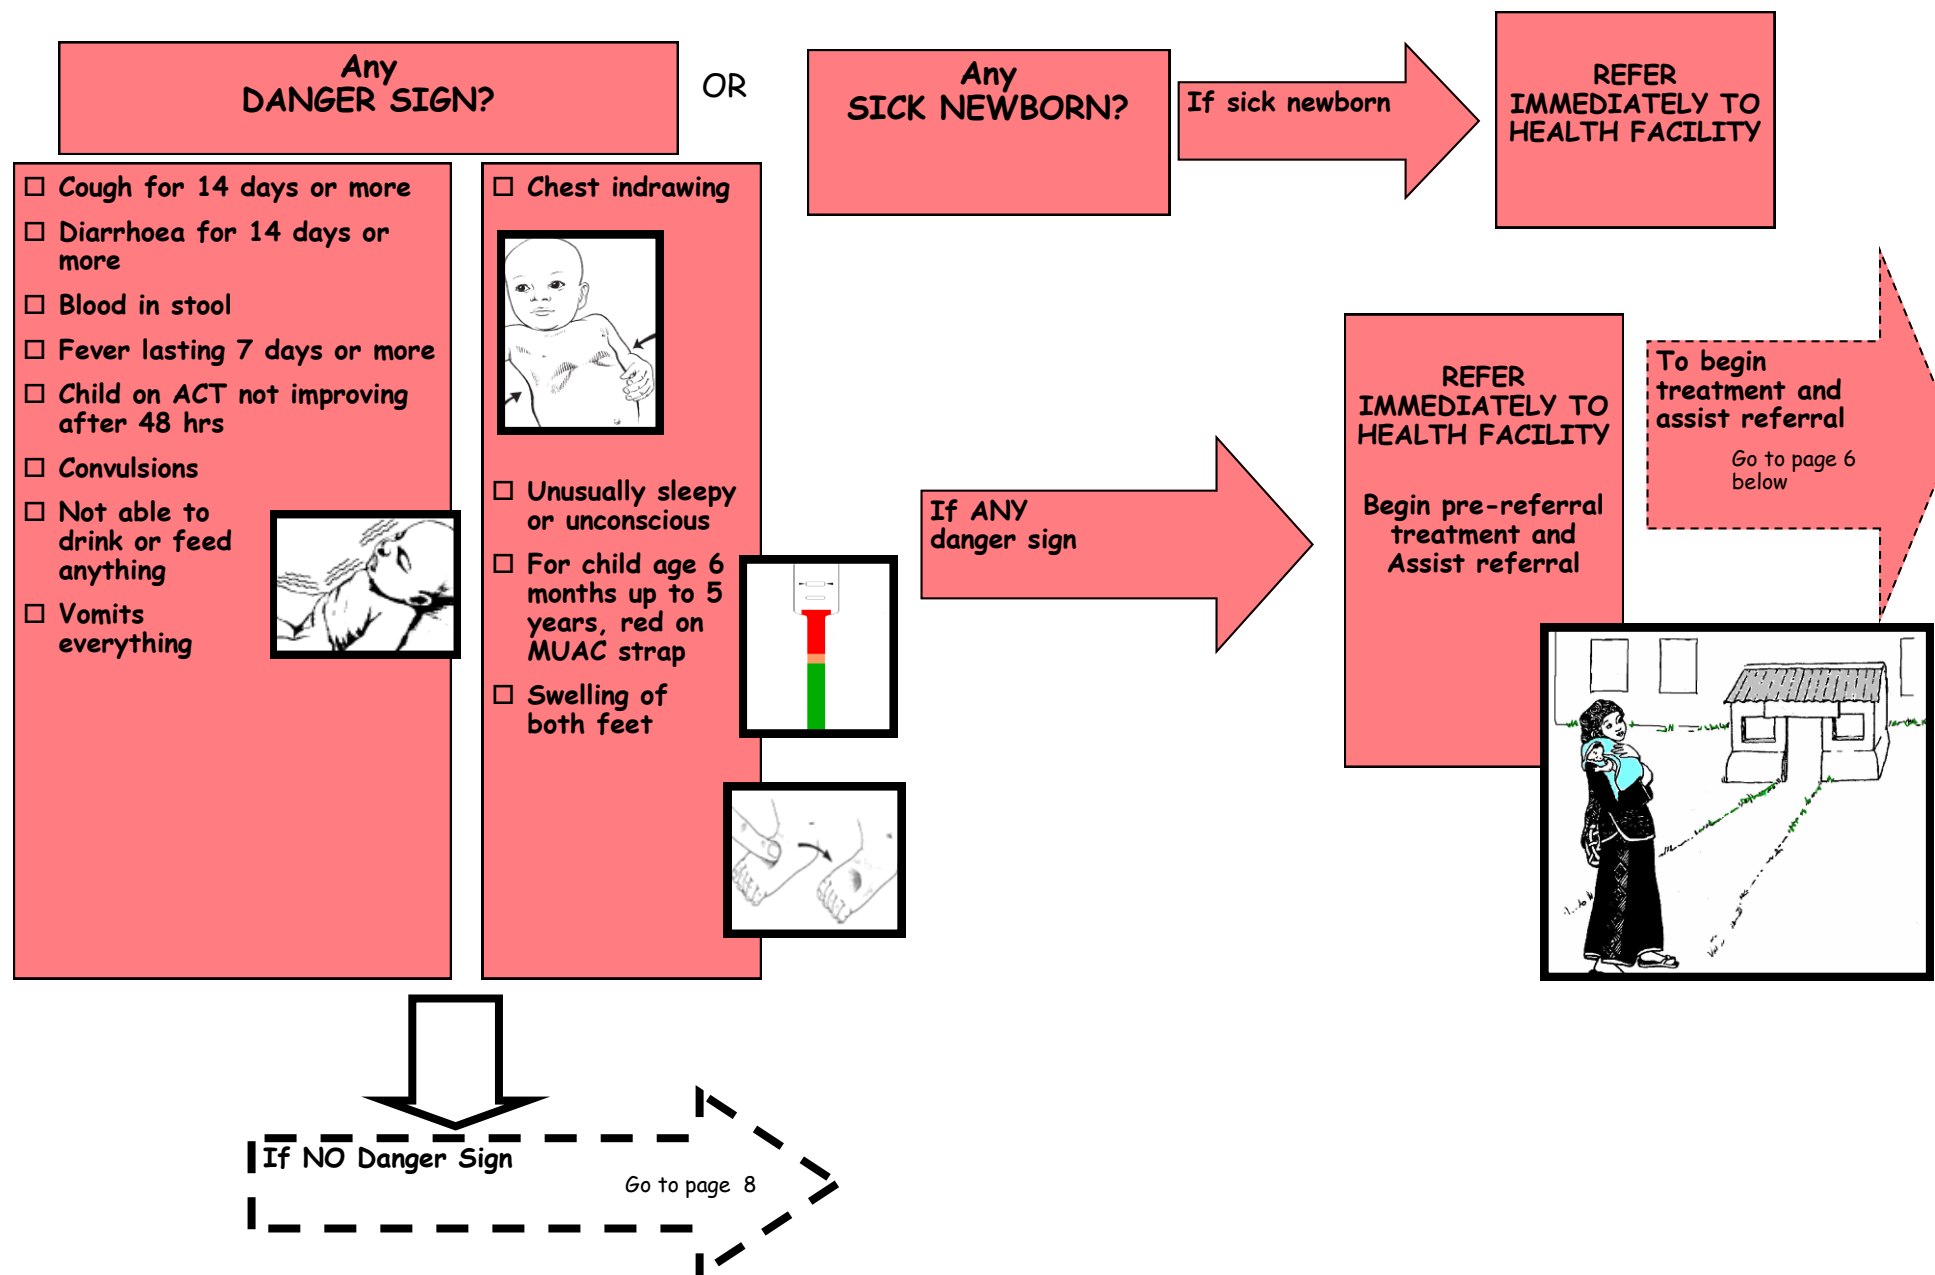 Any
DANGER SIGN?
OR
Any
SICK NEWBORN?
If sick newborn
REFER
IMMEDIATELY TO
HEALTH FACILITY
☐ Cough for 14 days or more
☐ Diarrhoea for 14 days or
more
☐ Blood in stool
☐ Fever lasting 7 days or more
☐ Child on ACT not improving
after 48 hrs
☐ Convulsions
☐ Not able to
drink or feed
anything
☐ Vomits
everything
☐ Chest indrawing
☐ Unusually sleepy
or unconscious
☐ For child age 6
months up to 5
years, red on
MUAC strap
☐ Swelling of
both feet
If ANY
danger sign
REFER
IMMEDIATELY TO
HEALTH FACILITY
Begin pre-referral
treatment and
Assist referral
To begin
treatment and
assist referral
Go to page 6
below
If NO Danger Sign
Go to page 8